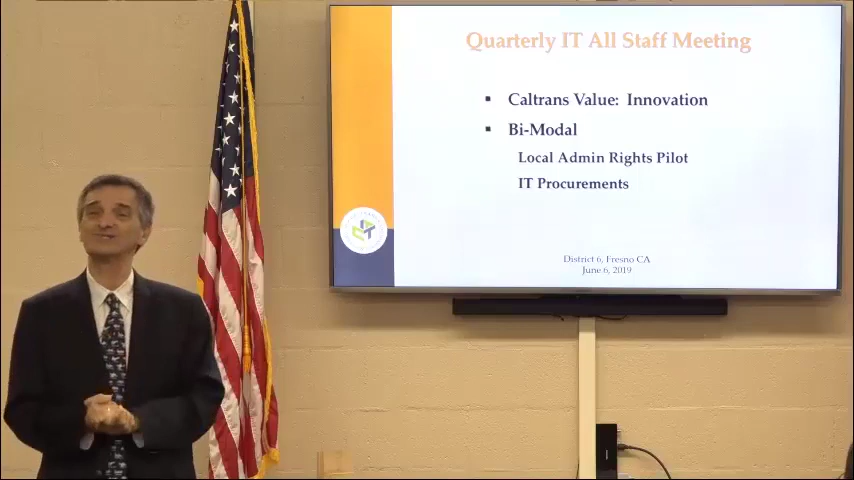 Quarterly IT All Staff Meeting
Caltrans Value: Innovation
Bi-Modal
Local Admin Rights Pilot
IT Procurements
District 6, Fresno CA
June 6, 2019